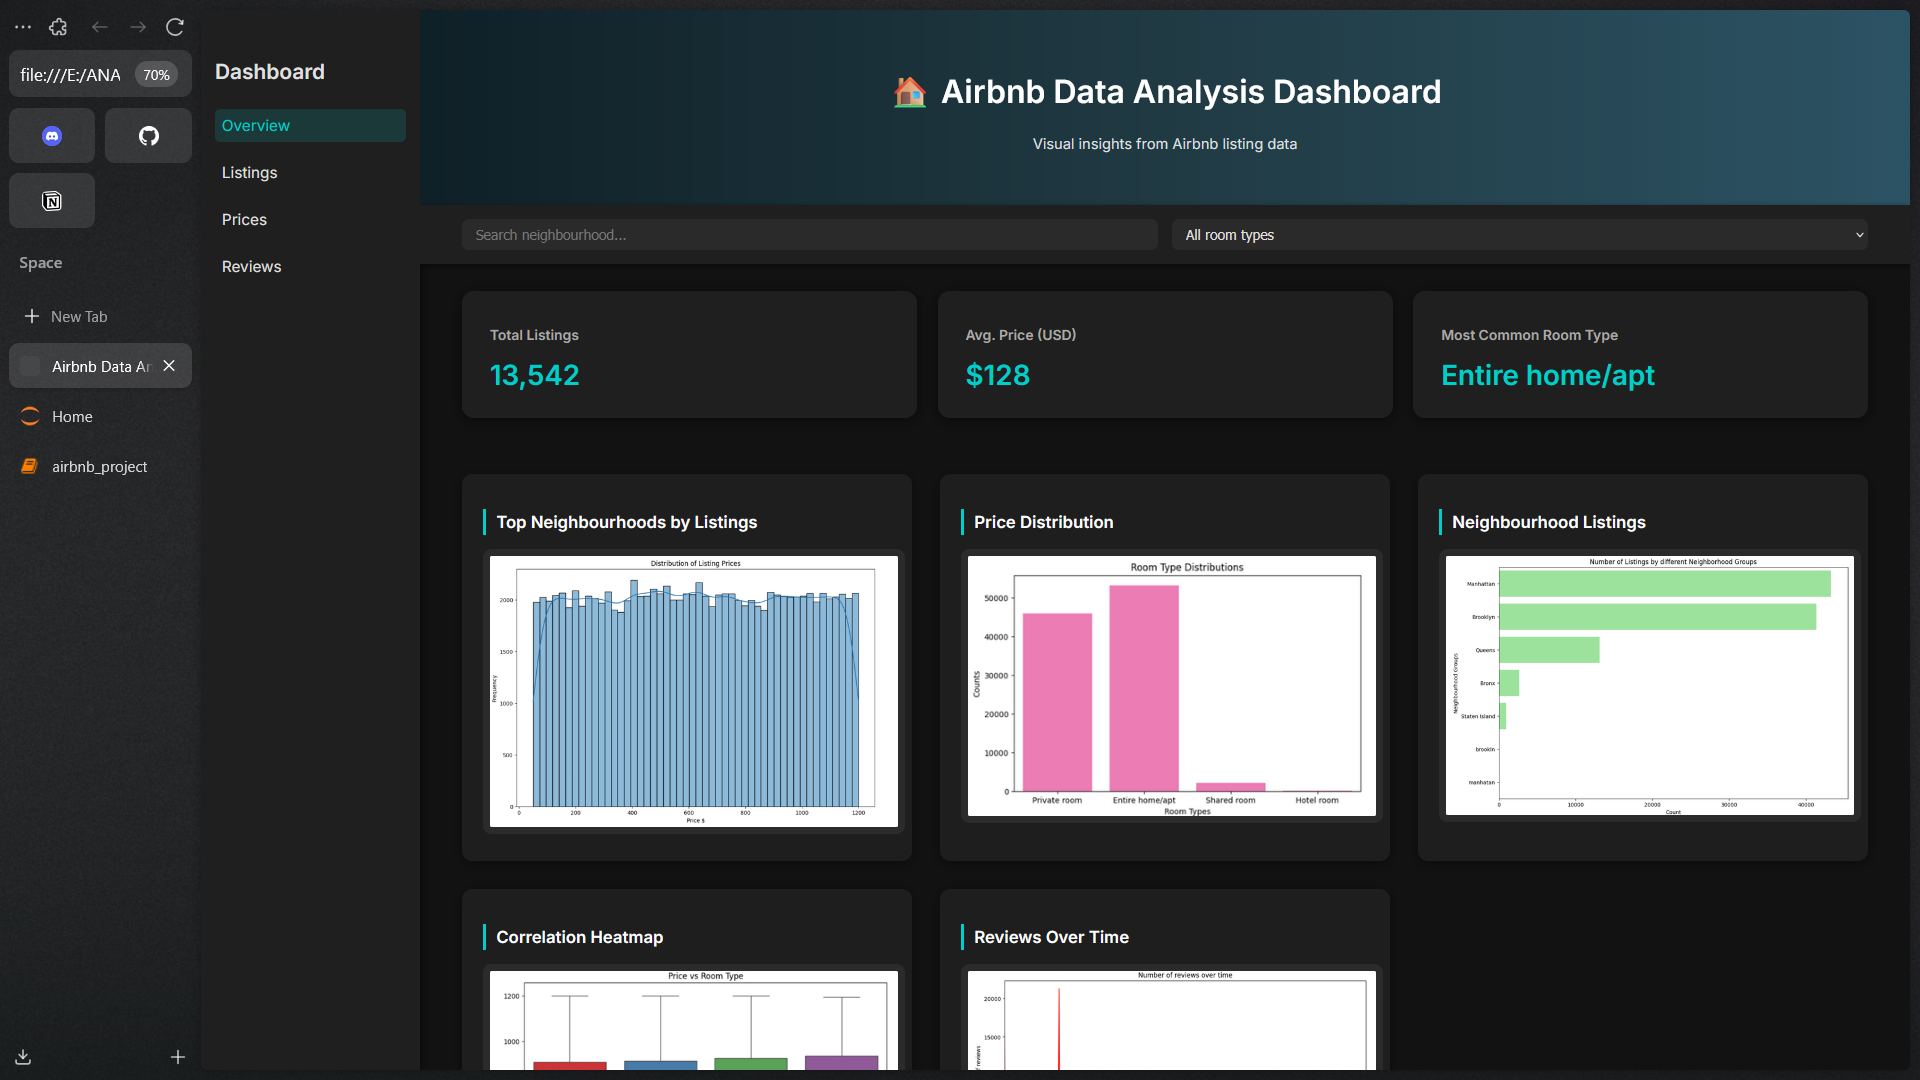 file:///E:/ANA
70%
Space
New Tab
Airbnb Data Ar
Home
airbnb_project
Dashboard
Overview
Listings
Prices
Reviews
Airbnb Data Analysis Dashboard
Visual insights from Airbnb listing data
Search neighbourhood...
All room types
Total Listings
13,542
Avg. Price (USD)
$128
Most Common Room Type
Entire home/apt
Top Neighbourhoods by Listings
Distribution of Listing Prices
Frequency
2000
1500
1000
500
0
0 200 400 600 800 1000 1200
Price $
Price Distribution
Room Type Distributions
Counts
50000
40000
30000
20000
10000
0
Private room Entire home/apt Shared room Hotel room
Room Types
Neighbourhood Listings
Number of Listings by different Neighborhood Groups
Neighbourhood Groups
Manhattan
Brooklyn
Queens
Bronx
Staten Island
brookln
manhatan
0 10000 20000 30000 40000
Count
Correlation Heatmap
Price vs Room Type
1200
1000
Reviews Over Time
Number of reviews over time
20000
15000
reviews